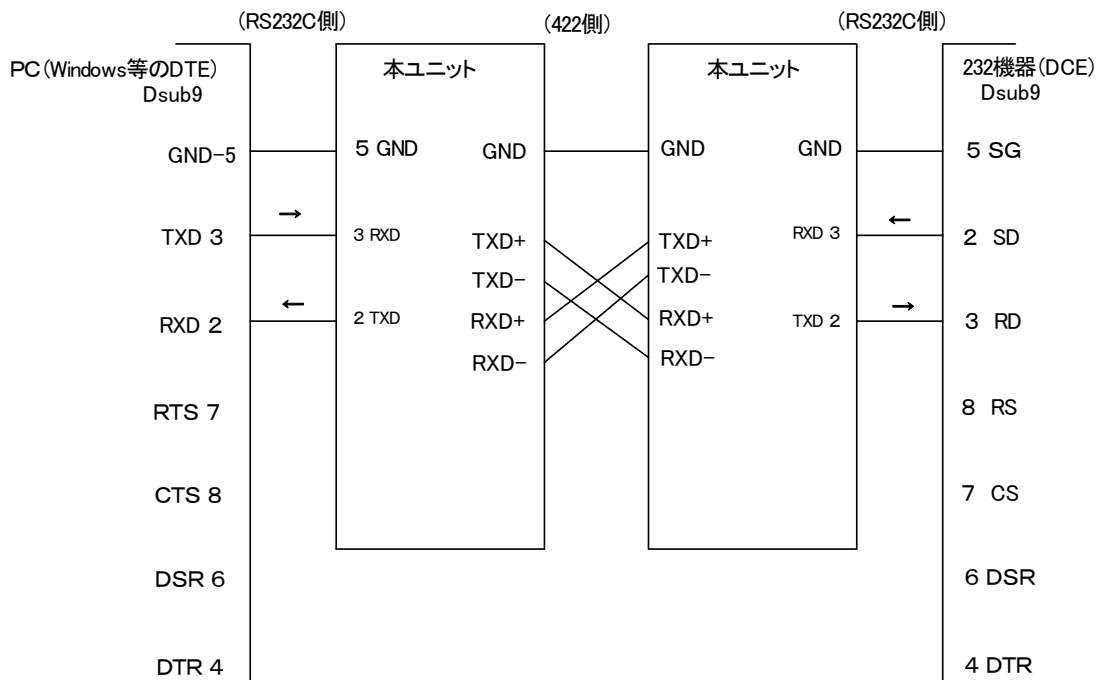 (RS232C側) (422側) (RS232C側)
PC(Windows等のDTE) 本ユニット 本ユニット 232機器(DCE)
Dsub9 Dsub9
GND-5 5 GND GND GND GND 5 SG
→ ←
TXD 3 3 RXD TXD+ TXD+ RXD 3 2 SD
TXD- TXD-
← →
RXD 2 2 TXD RXD+ RXD+ TXD 2 3 RD
RXD- RXD-
RTS 7 8 RS
CTS 8 7 CS
DSR 6 6 DSR
DTR 4 4 DTR